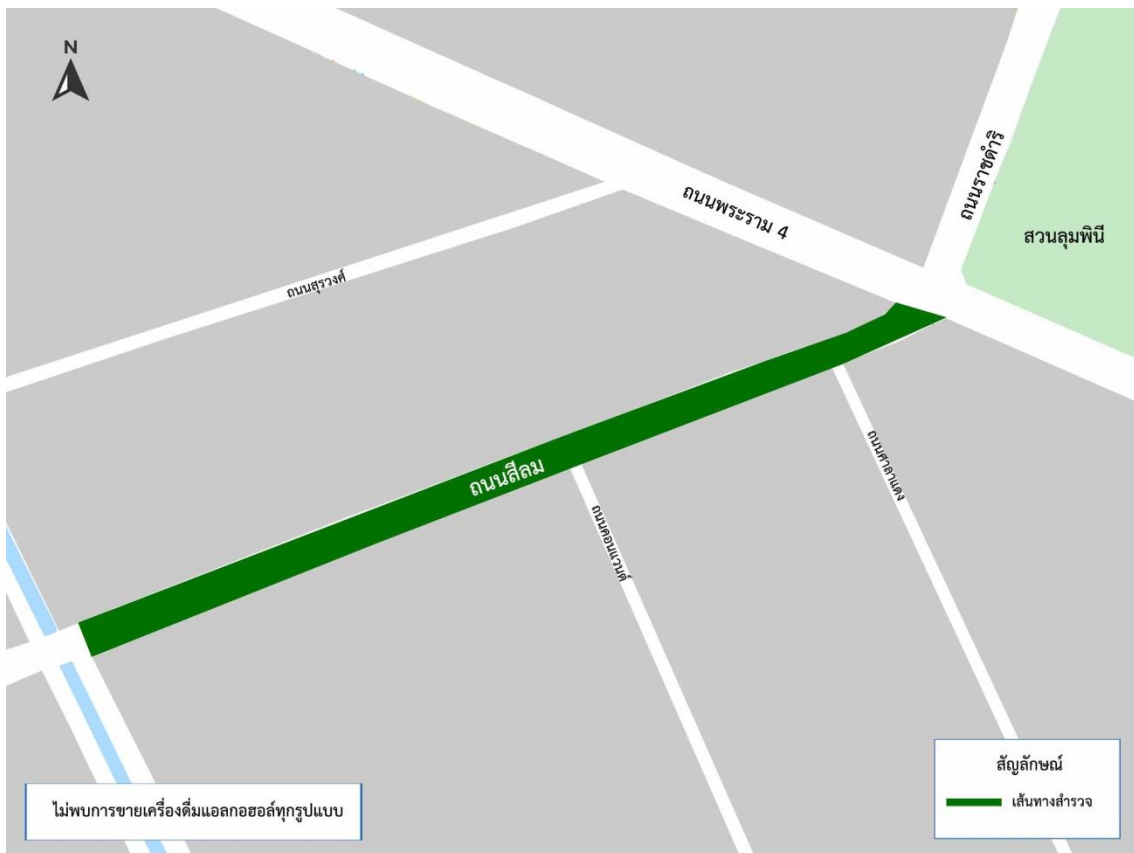 N
ถนนราชดำริ
ถนนพระราม 4
สวนลุมพินี
ถนนสุรวงศ์
ถนนศาลาแดง
ถนนสีลม
ถนนคอนแวนต์
ไม่พบการขายเครื่องดื่มแอลกอฮอล์ทุกรูปแบบ
สัญลักษณ์
เส้นทางสำรวจ